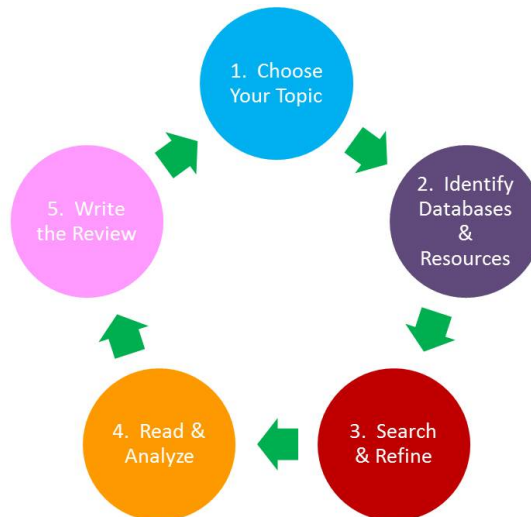 1. Choose
Your Topic
2. Identify
Databases
&
Resources
3. Search
& Refine
4. Read &
Analyze
5. Write
the Review